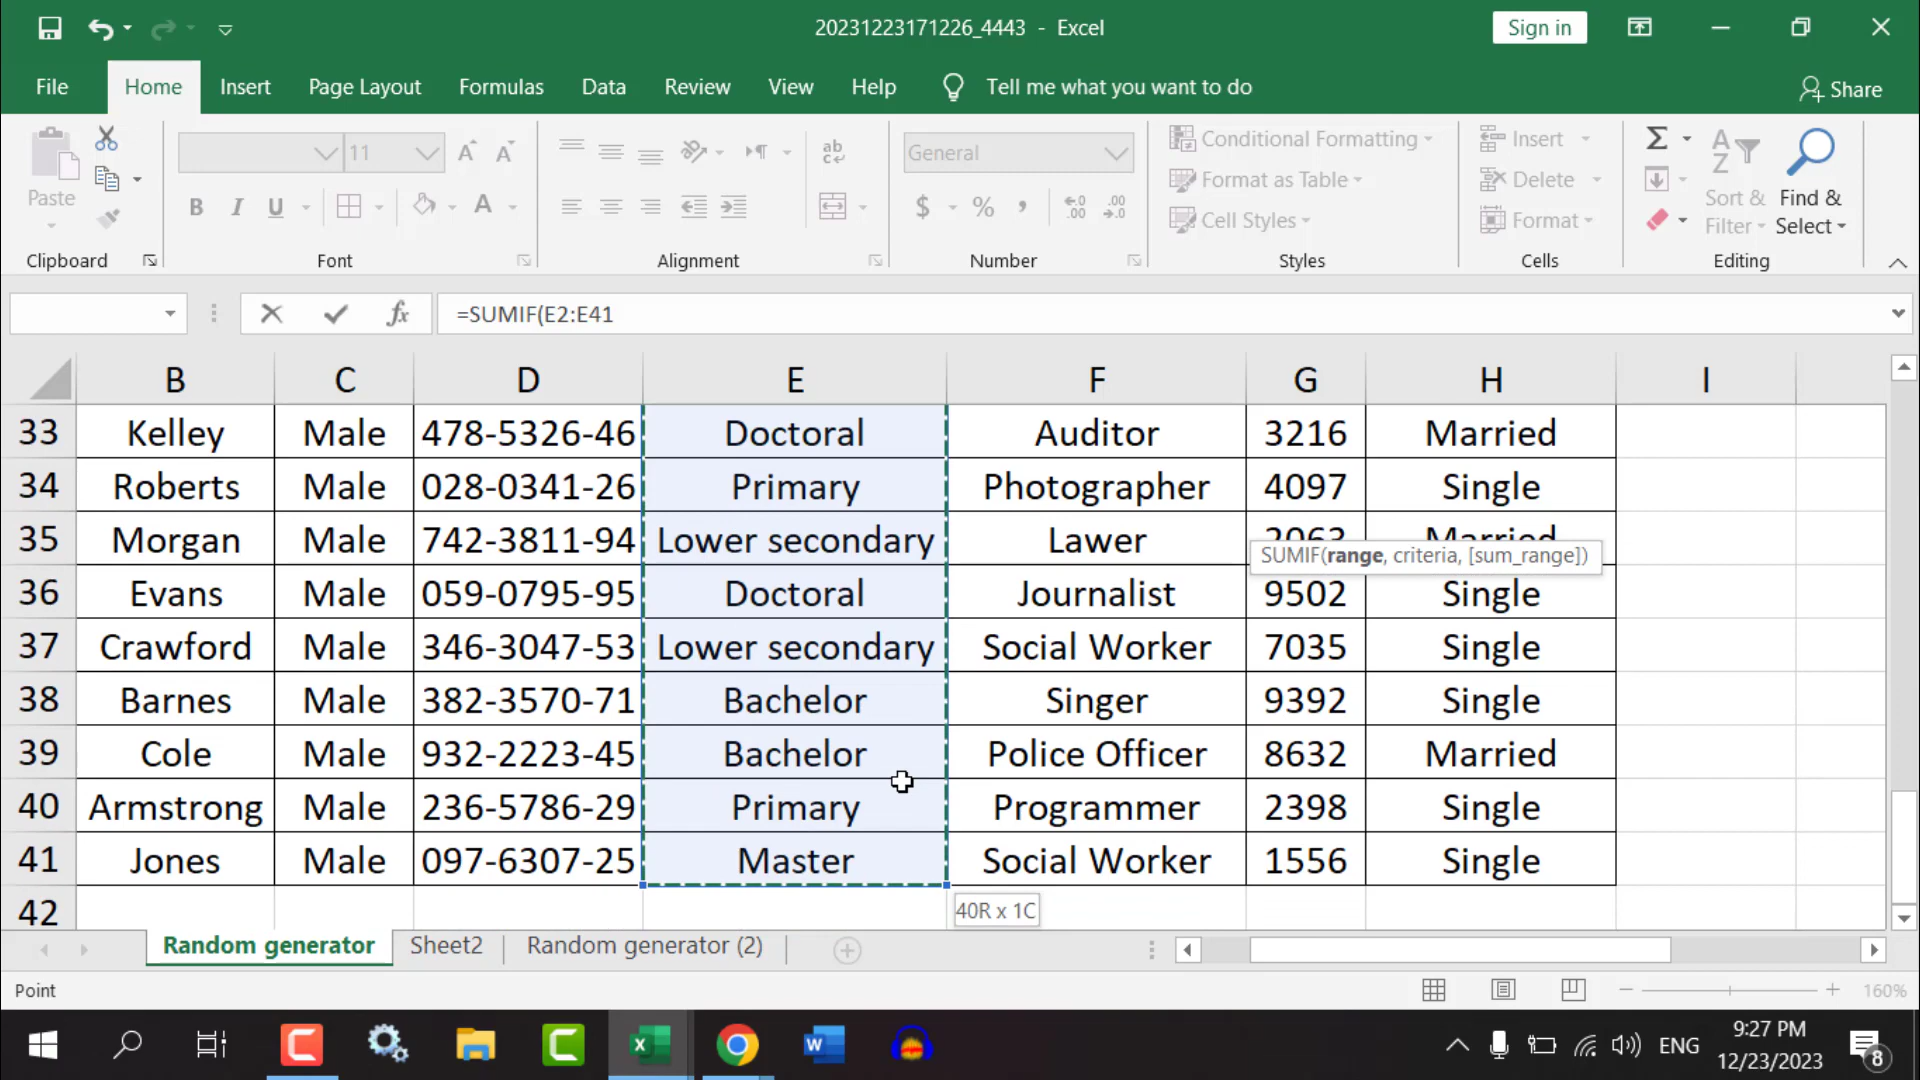 20231223171226_4443 - Excel
Sign in
File Home Insert Page Layout Formulas Data Review View Help Tell me what you want to do Share
Paste
11
General
Conditional Formatting
Format as Table
Cell Styles
Insert
Delete
Format
Sort & Filter
Find & Select
Clipboard Font Alignment Number Styles Cells Editing
=SUMIF(E2:E41
B C D E F G H I
33 Kelley Male 478-5326-46 Doctoral Auditor 3216 Married
34 Roberts Male 028-0341-26 Primary Photographer 4097 Single
35 Morgan Male 742-3811-94 Lower secondary Lawer 2063 Married
SUMIF(range, criteria, [sum_range])
36 Evans Male 059-0795-95 Doctoral Journalist 9502 Single
37 Crawford Male 346-3047-53 Lower secondary Social Worker 7035 Single
38 Barnes Male 382-3570-71 Bachelor Singer 9392 Single
39 Cole Male 932-2223-45 Bachelor Police Officer 8632 Married
40 Armstrong Male 236-5786-29 Primary Programmer 2398 Single
41 Jones Male 097-6307-25 Master Social Worker 1556 Single
42
40R x 1C
Random generator Sheet2 Random generator (2)
Point
160%
ENG
9:27 PM
12/23/2023
8